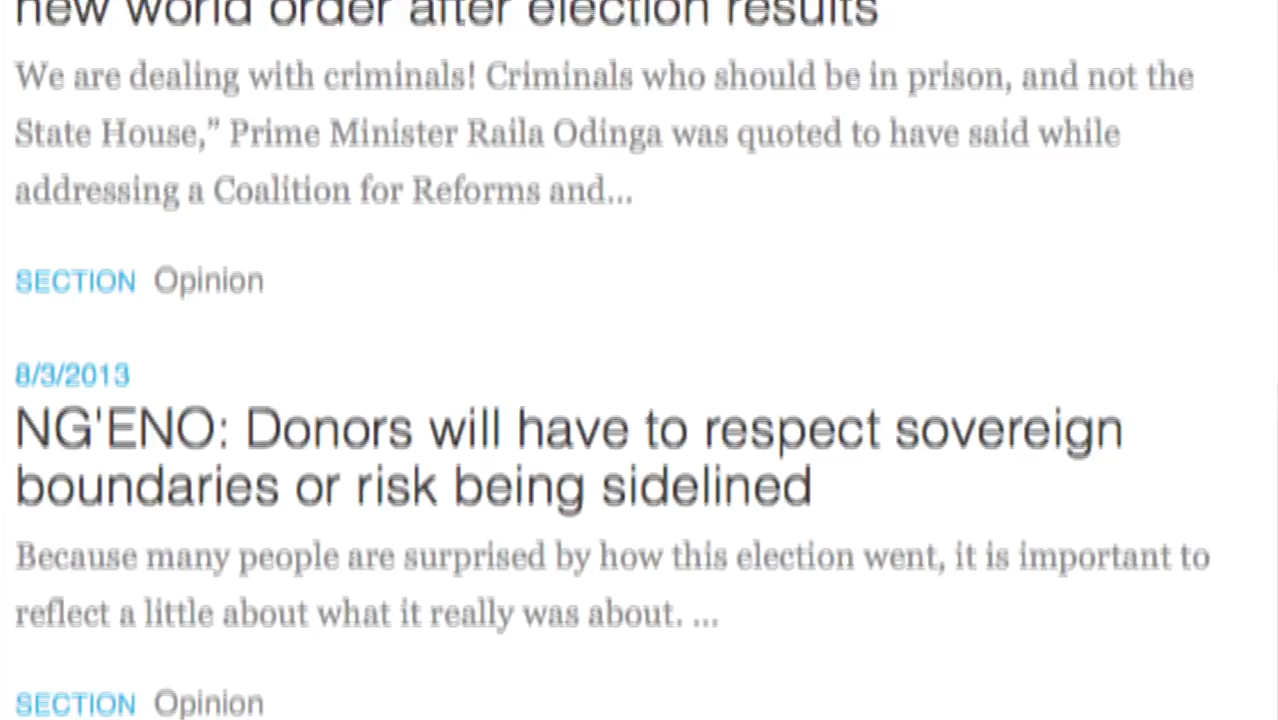 new world order after election results
We are dealing with criminals! Criminals who should be in prison, and not the
State House,” Prime Minister Raila Odinga was quoted to have said while
addressing a Coalition for Reforms and...
SECTION Opinion
8/3/2013
NG'ENO: Donors will have to respect sovereign
boundaries or risk being sidelined
Because many people are surprised by how this election went, it is important to
reflect a little about what it really was about. ...
SECTION Opinion